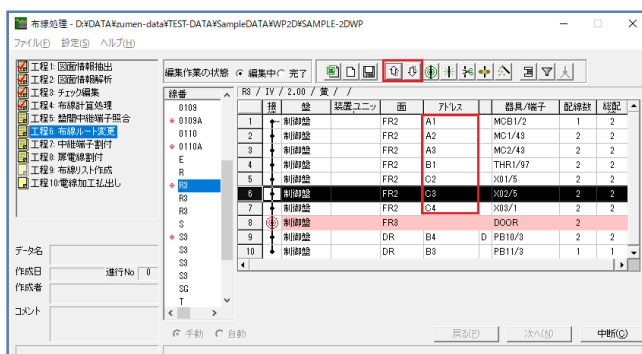 布線処理 - D:¥DATA¥zumen-data¥TEST-DATA¥SampleDATA¥WP2D¥SAMPLE-2DWP
ファイル(F) 設定(S) ヘルプ(H)
工程1: 図面情報抽出
工程2: 図面情報解析
工程3: チェック編集
工程4: 布線計算処理
工程5: 盤間中継端子照合
工程6: 布線ルート変更
工程7: 中継端子割付
工程8: 扉電線割付
工程9: 布線リスト作成
工程10:電線加工払出し
データ名
作成日 進行No 0
作成者
コメント
編集作業の状態 編集中 完了
線番
0109
0109A
0110
0110A
E
R
R3
R3
R3
S
S3
S3
S3
S3
SG
T
手動 自動
R3 / IV / 2.00 / 黄 / /
接 盤 装置ユニッ 面 アドレス 器具/端子 配線数 総配
1 制御盤 FR2 A1 MCB1/2 1 2
2 制御盤 FR2 A2 MC1/43 2 2
3 制御盤 FR2 A3 MC2/43 2 2
4 制御盤 FR2 B1 THR1/97 2 2
5 制御盤 FR2 C2 X01/5 2 2
6 制御盤 FR2 C3 X02/5 2 2
7 制御盤 FR2 C4 X03/1 2 2
8 制御盤 FR3 DOOR 2
9 制御盤 DR B4 D PB10/3 2 2
10 制御盤 DR B3 PB11/3 1 1
戻る(P) 次へ(N) 中断(C)